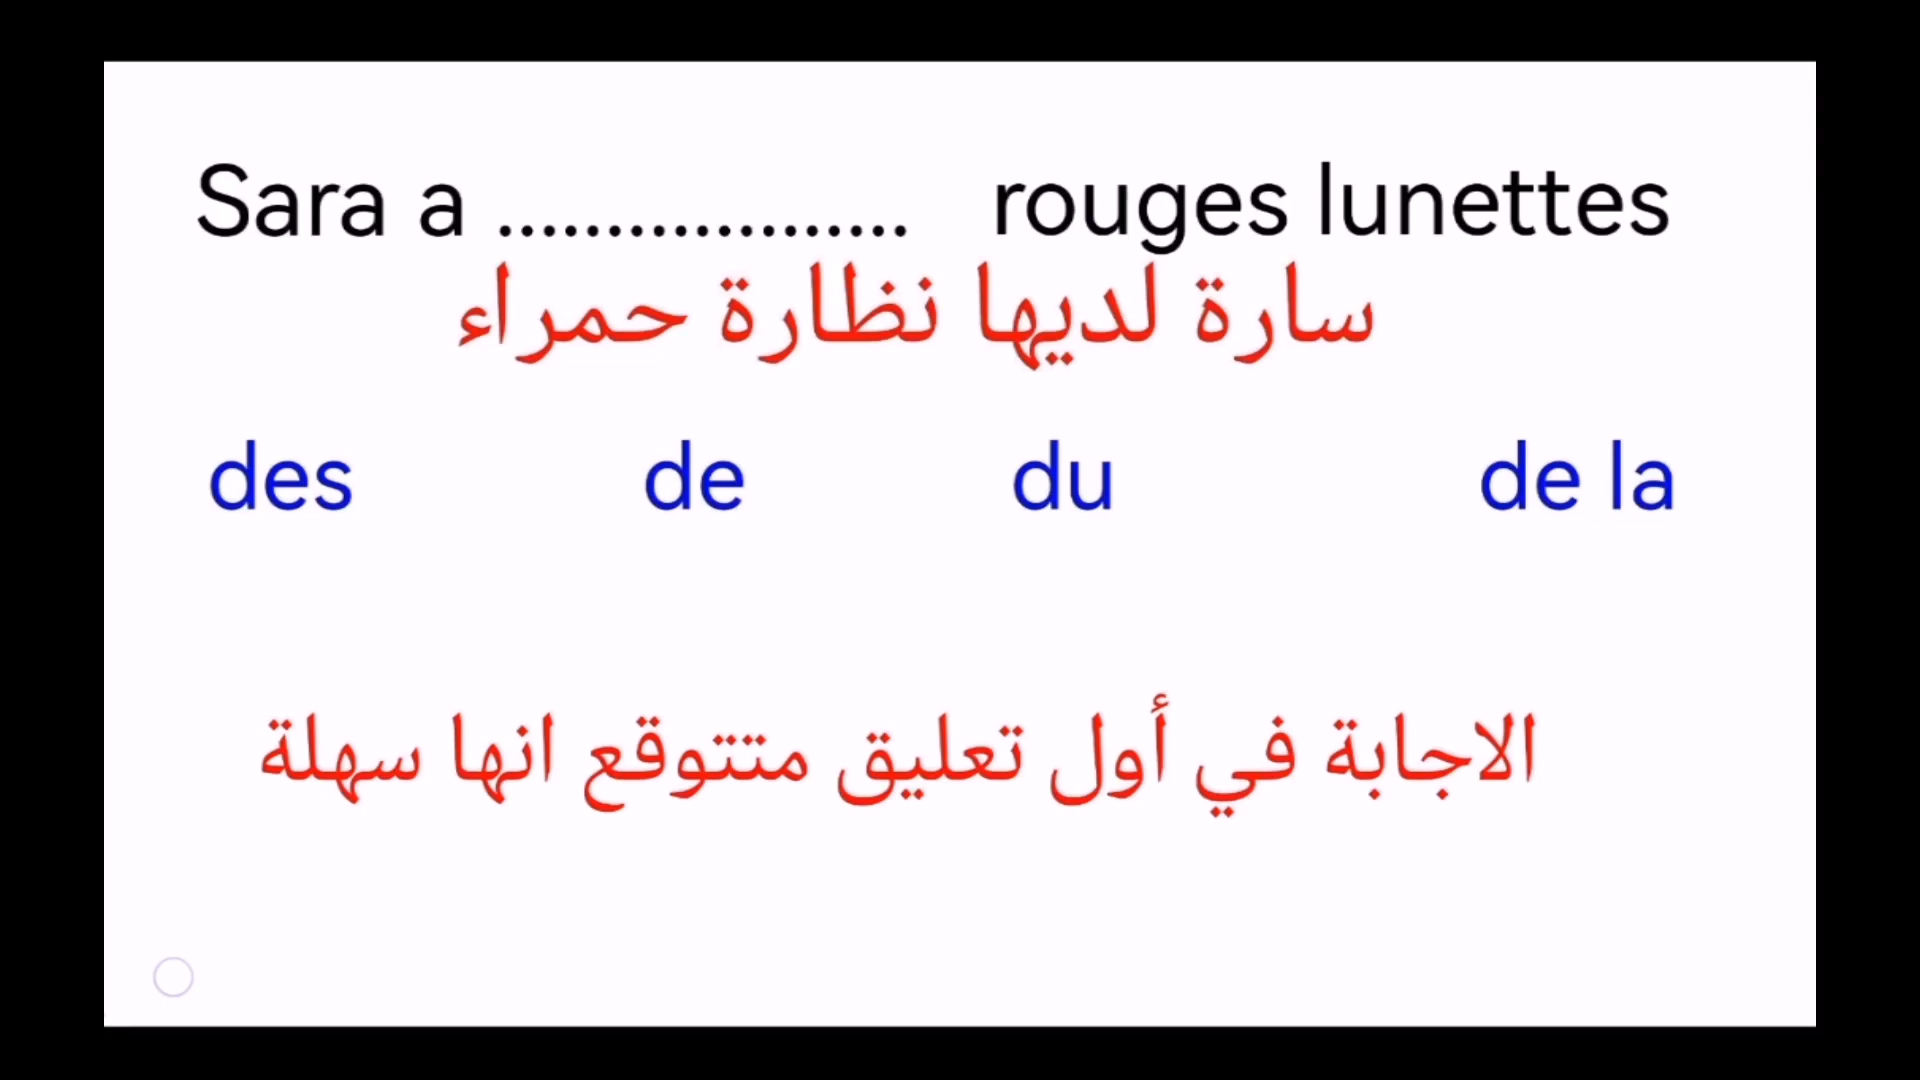 Sara a ................... rouges lunettes
سارة لديها نظارة حمراء
des de du de la
الاجابة في أول تعليق متتوقع انها سهلة